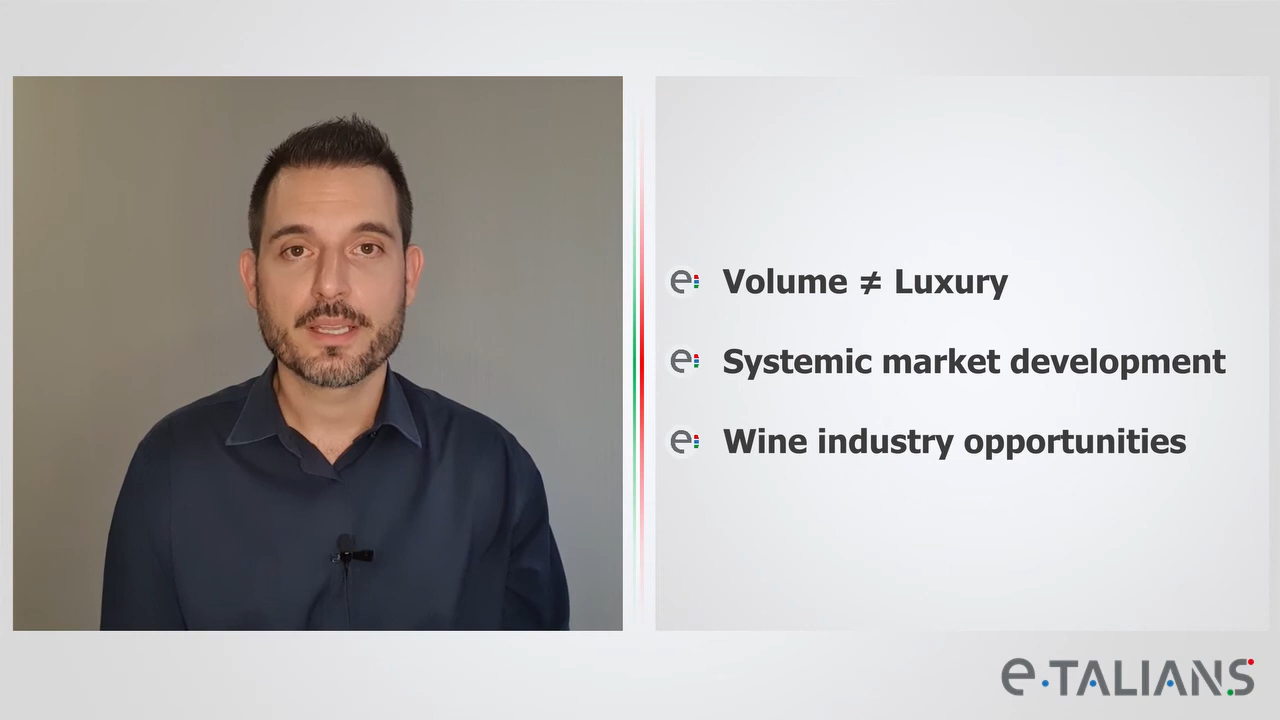 Volume ≠ Luxury
Systemic market development
Wine industry opportunities
e·TALIANS